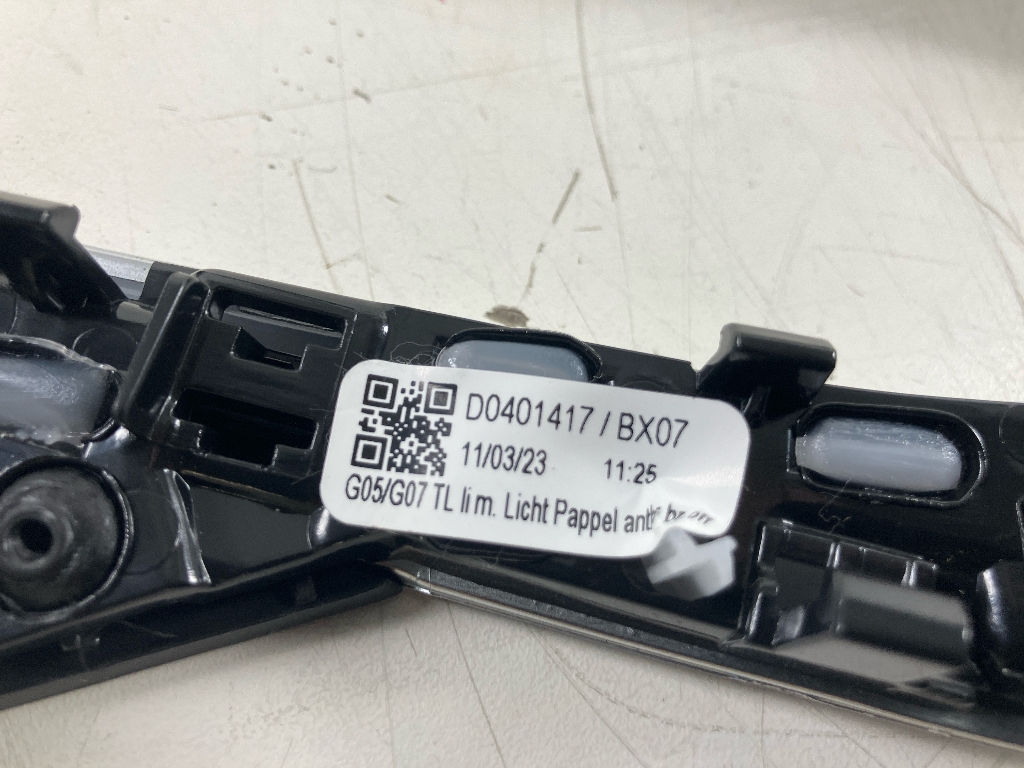 D0401417 / BX07
11/03/23 11:25
G05/G07 TL li m. Licht Pappel